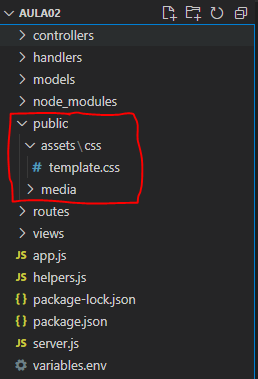 AULA02
controllers
handlers
models
node_modules
public
assets\css
# template.css
media
routes
views
JS app.js
JS helpers.js
{} package-lock.json
{} package.json
JS server.js
variables.env